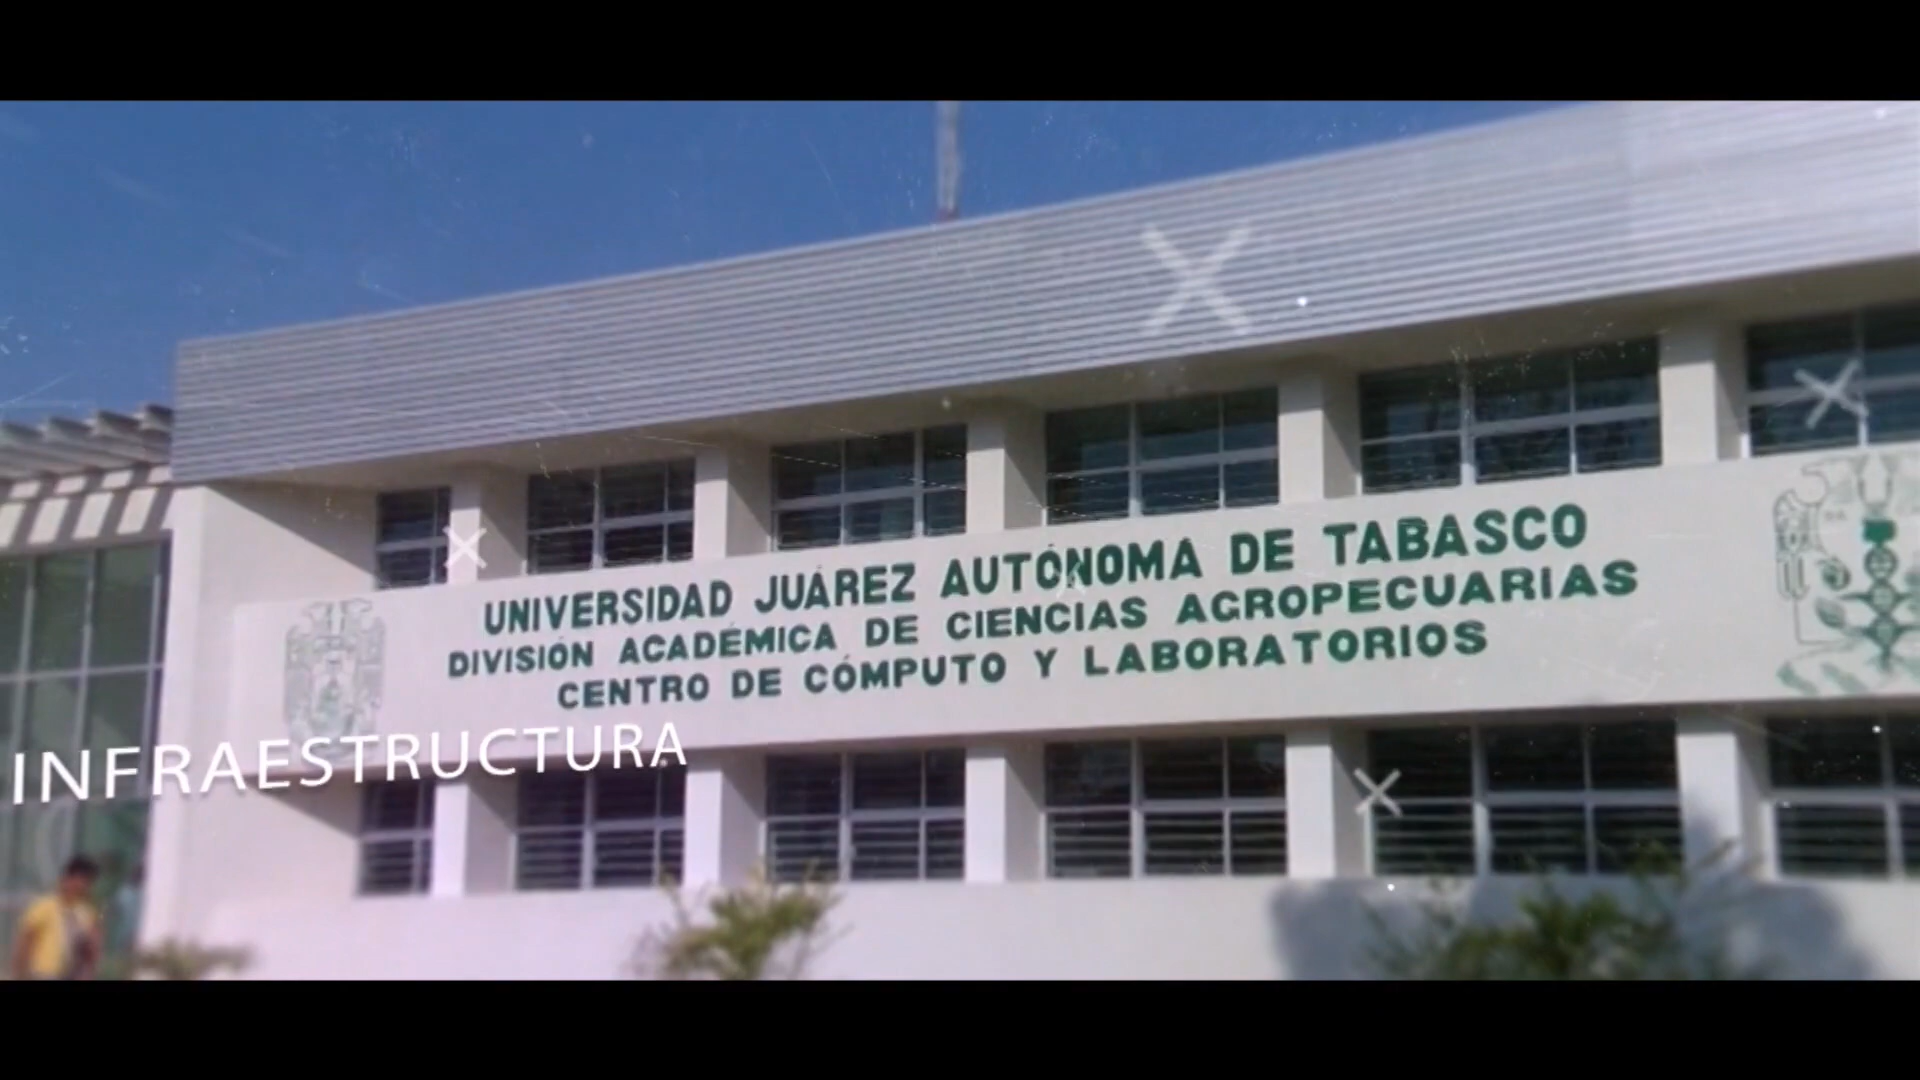 UNIVERSIDAD JUÁREZ AUTÓNOMA DE TABASCO
DIVISIÓN ACADÉMICA DE CIENCIAS AGROPECUARIAS
CENTRO DE CÓMPUTO Y LABORATORIOS
INFRAESTRUCTURA